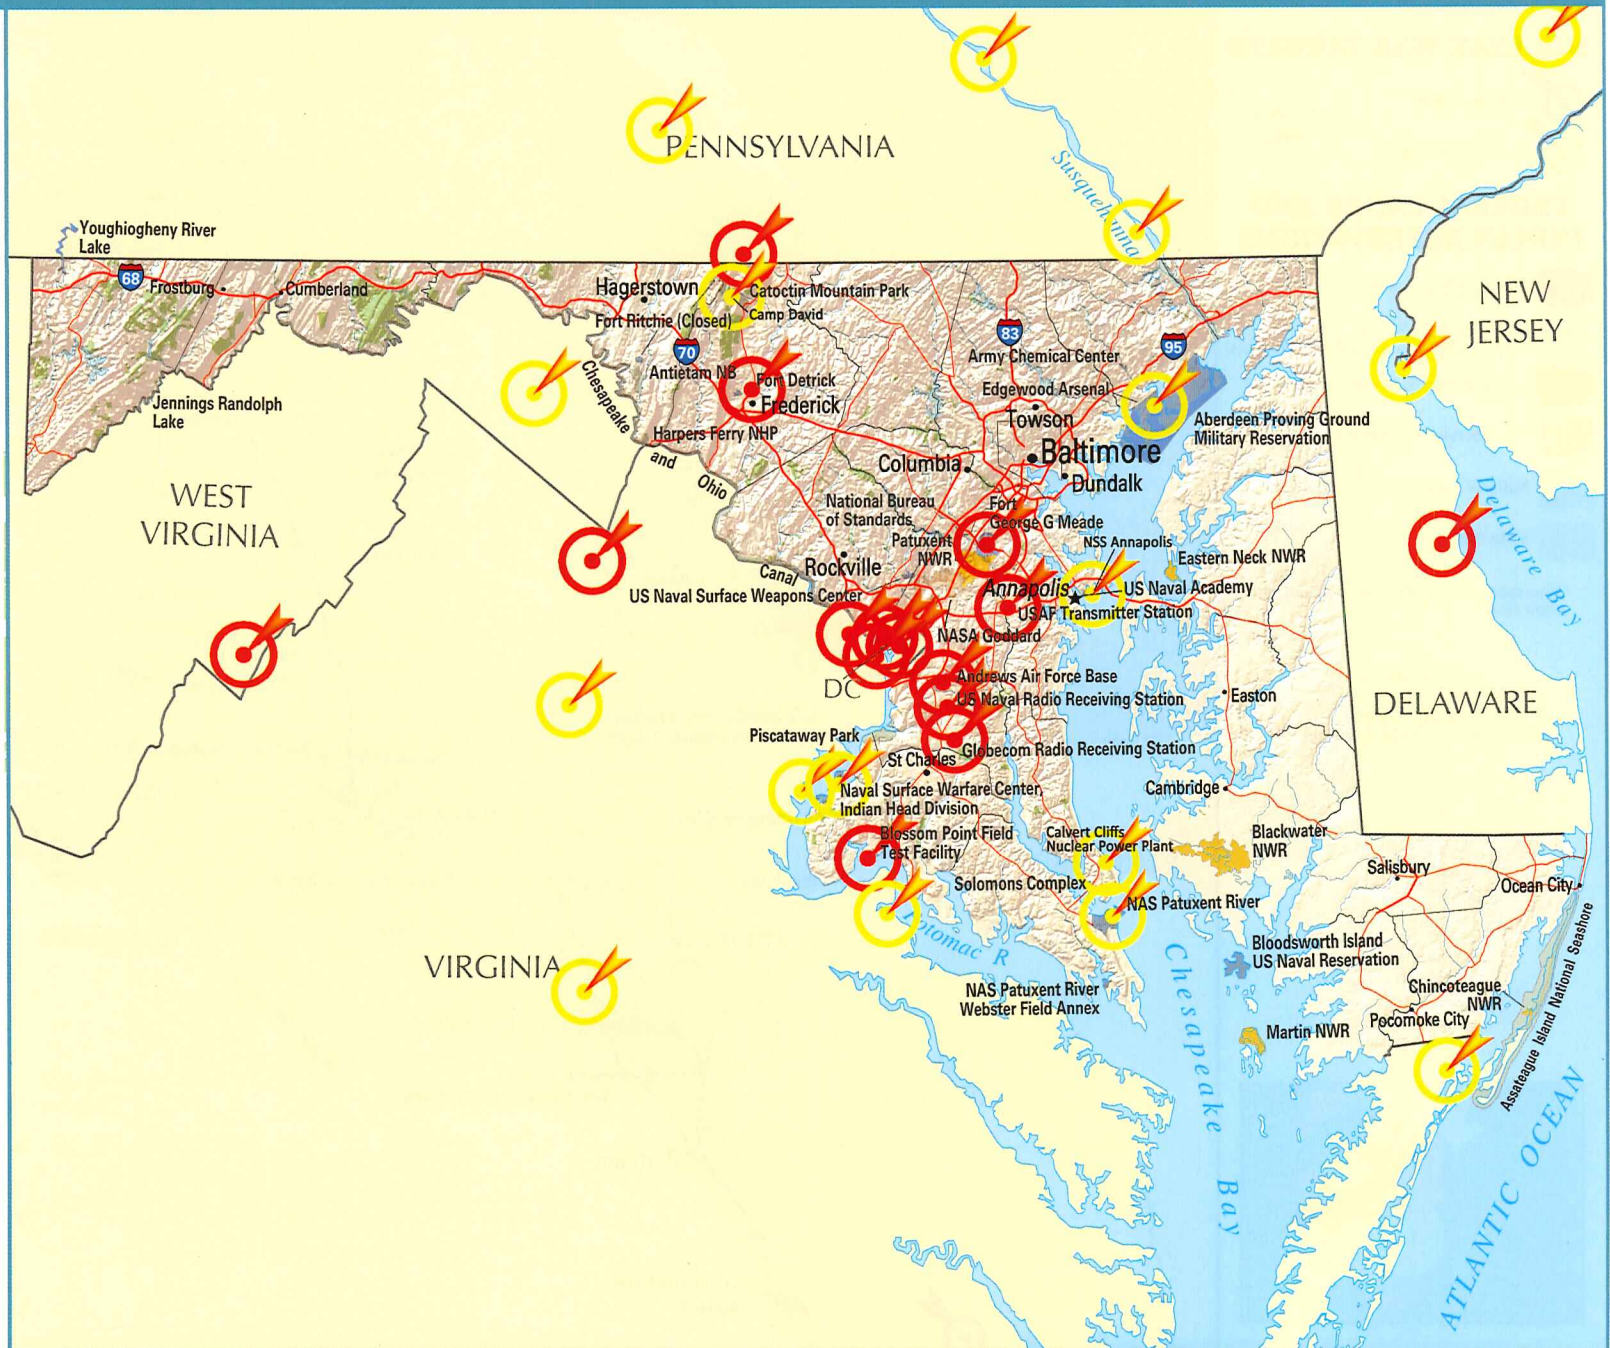 PENNSYLVANIA
Susquehanna
Youghiogheny River
Lake
68
Frostburg
Cumberland
Hagerstown
Catoctin Mountain Park
Fort Ritchie (Closed)
Camp David
NEW
JERSEY
83
95
70
Army Chemical Center
Antietam NB
Fort Detrick
Edgewood Arsenal
Frederick
Chesapeake
and
Ohio
Canal
Jennings Randolph
Lake
Towson
Aberdeen Proving Ground
Military Reservation
Harpers Ferry NHP
Baltimore
Columbia
Dundalk
WEST
VIRGINIA
National Bureau
of Standards
Fort
George G Meade
Delaware Bay
Patuxent
NWR
NSS Annapolis
Eastern Neck NWR
Rockville
US Naval Surface Weapons Center
Annapolis
US Naval Academy
USAF Transmitter Station
NASA Goddard
DC
Andrews Air Force Base
US Naval Radio Receiving Station
Easton
DELAWARE
Piscataway Park
Globecom Radio Receiving Station
St Charles
Naval Surface Warfare Center,
Indian Head Division
Cambridge
Blossom Point Field
Test Facility
Calvert Cliffs
Nuclear Power Plant
Blackwater
NWR
Salisbury
Solomons Complex
Ocean City
NAS Patuxent River
Potomac R
VIRGINIA
Bloodsworth Island
US Naval Reservation
NAS Patuxent River
Webster Field Annex
Chincoteague
NWR
Pocomoke City
Martin NWR
Assateague Island National Seashore
Chesapeake
Bay
ATLANTIC OCEAN